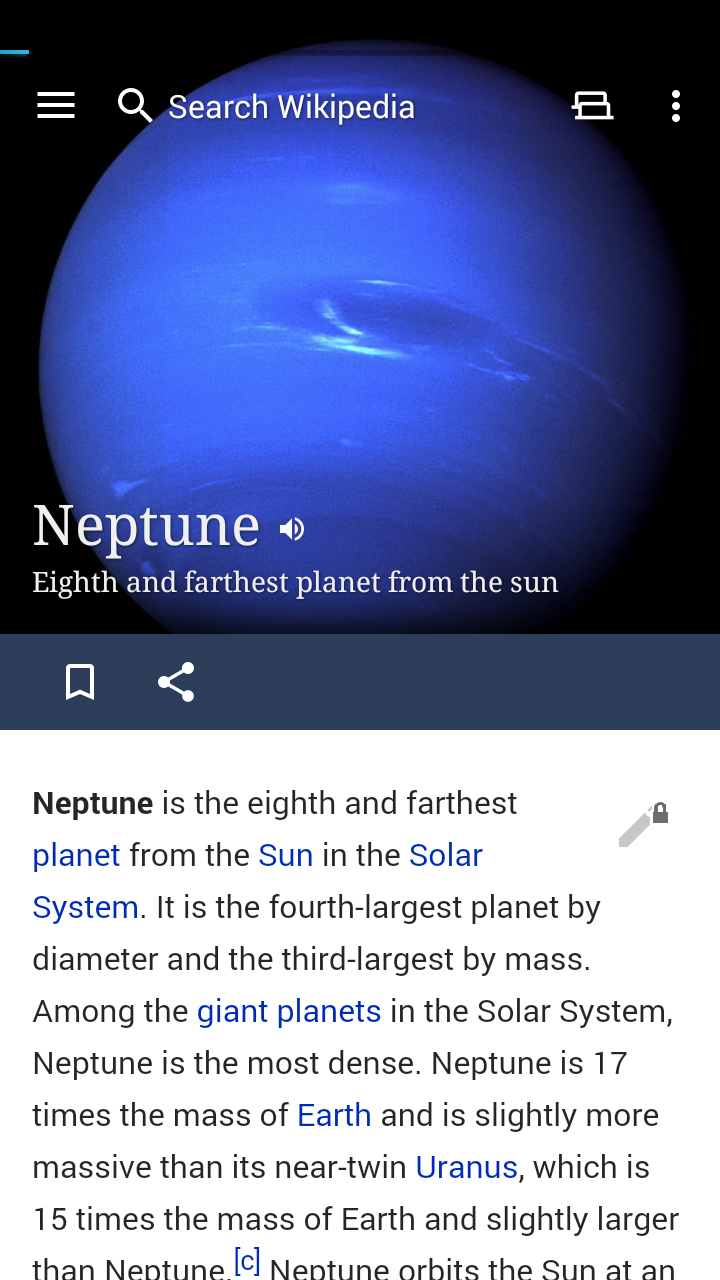 Search Wikipedia
Neptune
Eighth and farthest planet from the sun
Neptune is the eighth and farthest
planet from the Sun in the Solar
System. It is the fourth-largest planet by
diameter and the third-largest by mass.
Among the giant planets in the Solar System,
Neptune is the most dense. Neptune is 17
times the mass of Earth and is slightly more
massive than its near-twin Uranus, which is
15 times the mass of Earth and slightly larger
than Neptune.[c] Neptune orbits the Sun at an